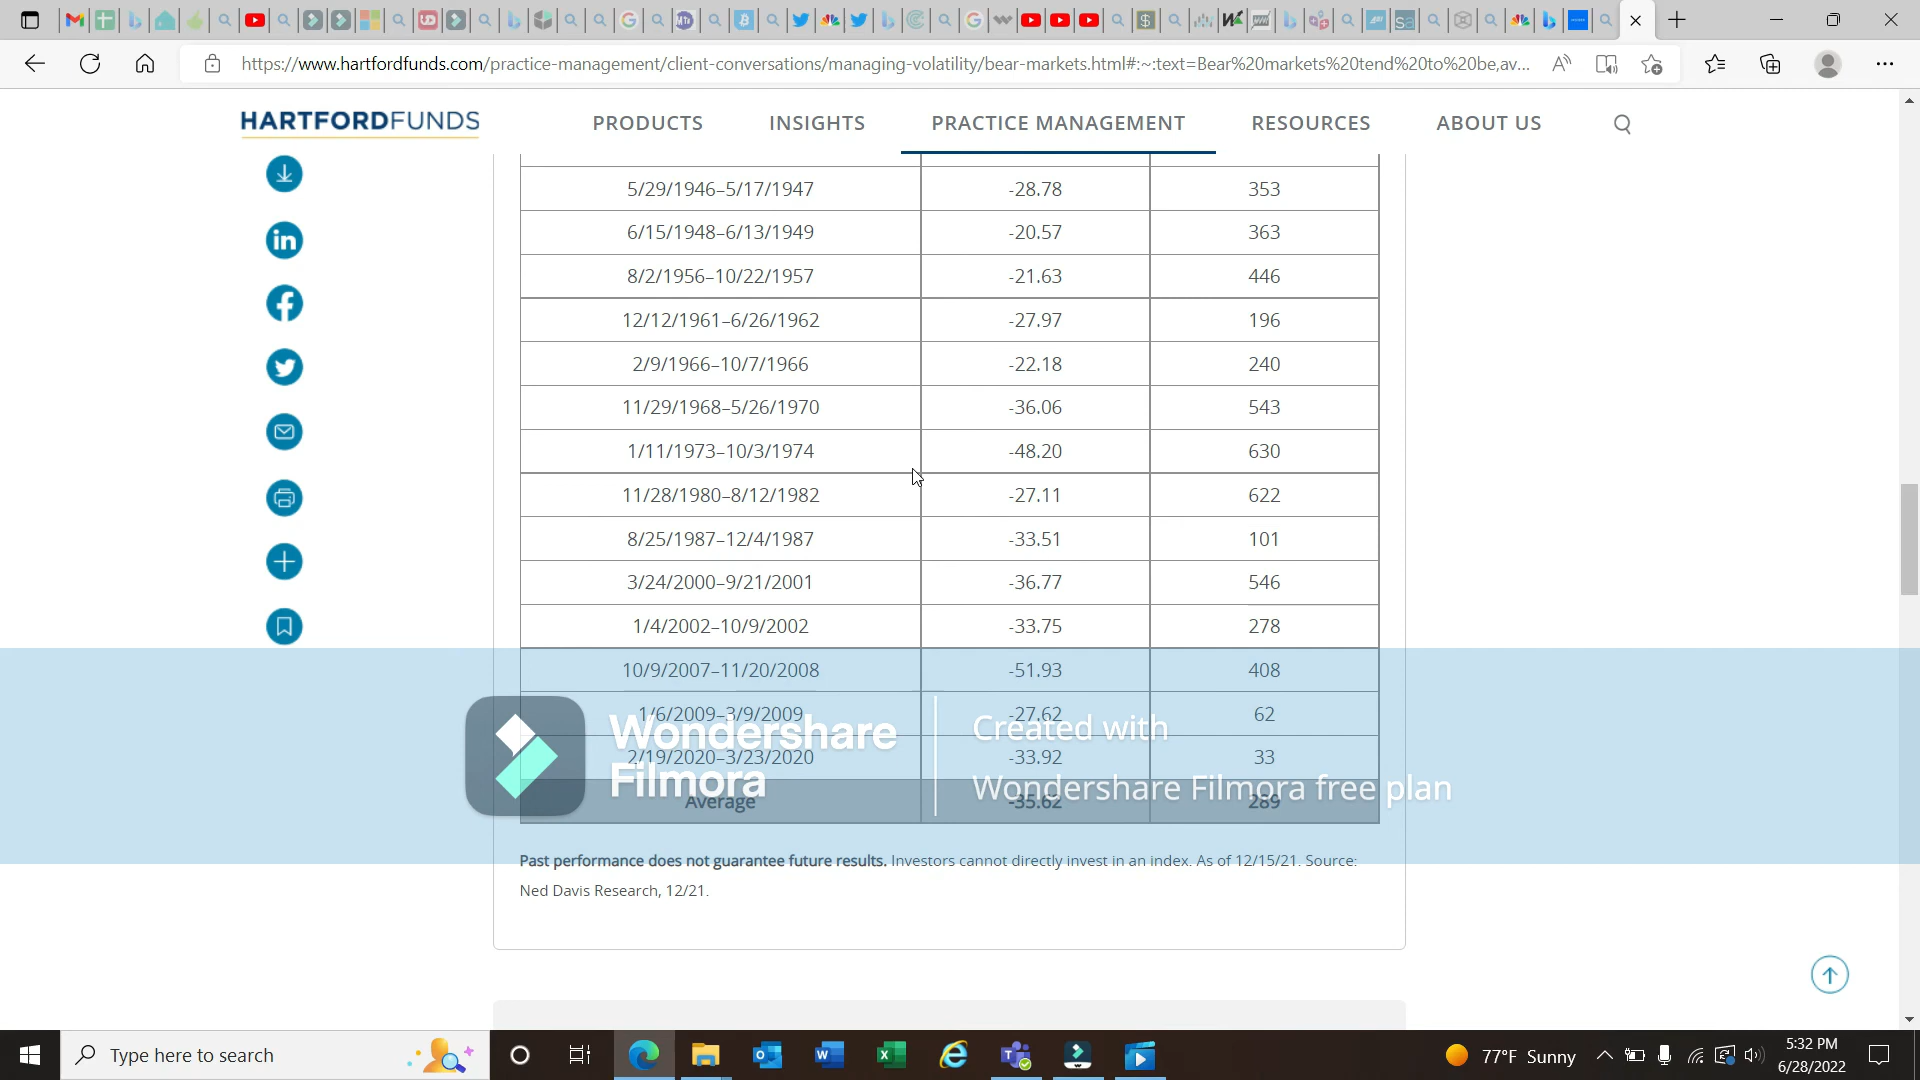 https://www.hartfordfunds.com/practice-management/client-conversations/managing-volatility/bear-markets.html#:~:text=Bear%20markets%20tend%20to%20be,av...
HARTFORDFUNDS PRODUCTS INSIGHTS PRACTICE MANAGEMENT RESOURCES ABOUT US
5/29/1946–5/17/1947 -28.78 353
6/15/1948–6/13/1949 -20.57 363
8/2/1956–10/22/1957 -21.63 446
12/12/1961–6/26/1962 -27.97 196
2/9/1966–10/7/1966 -22.18 240
11/29/1968–5/26/1970 -36.06 543
1/11/1973–10/3/1974 -48.20 630
11/28/1980–8/12/1982 -27.11 622
8/25/1987–12/4/1987 -33.51 101
3/24/2000–9/21/2001 -36.77 546
1/4/2002–10/9/2002 -33.75 278
10/9/2007–11/20/2008 -51.93 408
1/6/2009–3/9/2009 -27.62 62
2/19/2020–3/23/2020 -33.92 33
Average -35.62 289
Wondershare
Filmora
Created with
Wondershare Filmora free plan
Past performance does not guarantee future results. Investors cannot directly invest in an index. As of 12/15/21. Source:
Ned Davis Research, 12/21.
Type here to search
77°F Sunny
5:32 PM
6/28/2022